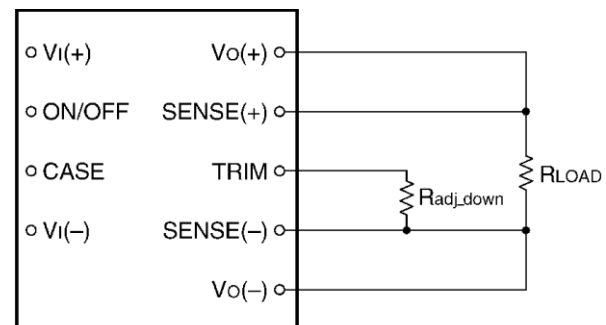 VI(+) VO(+)
ON/OFF SENSE(+)
CASE TRIM
RLOAD
Radj_down
VI(–) SENSE(–)
VO(–)